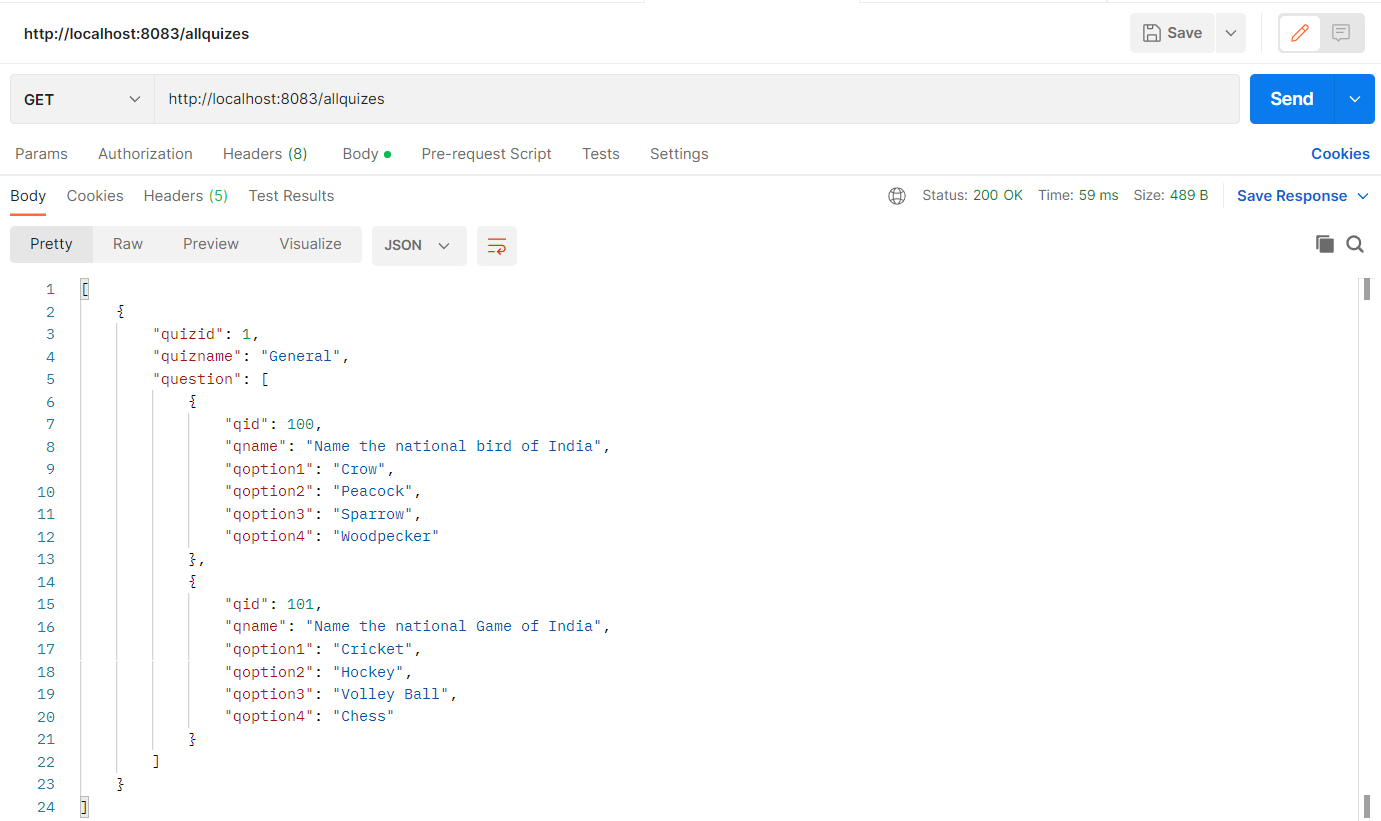 http://localhost:8083/allquizes
Save
GET http://localhost:8083/allquizes Send
Params Authorization Headers (8) Body Pre-request Script Tests Settings Cookies
Body Cookies Headers (5) Test Results Status: 200 OK Time: 59 ms Size: 489 B Save Response
Pretty Raw Preview Visualize JSON
1 [
2 {
3 "quizid": 1,
4 "quizname": "General",
5 "question": [
6 {
7 "qid": 100,
8 "qname": "Name the national bird of India",
9 "qoption1": "Crow",
10 "qoption2": "Peacock",
11 "qoption3": "Sparrow",
12 "qoption4": "Woodpecker"
13 },
14 {
15 "qid": 101,
16 "qname": "Name the national Game of India",
17 "qoption1": "Cricket",
18 "qoption2": "Hockey",
19 "qoption3": "Volley Ball",
20 "qoption4": "Chess"
21 }
22 ]
23 }
24 ]